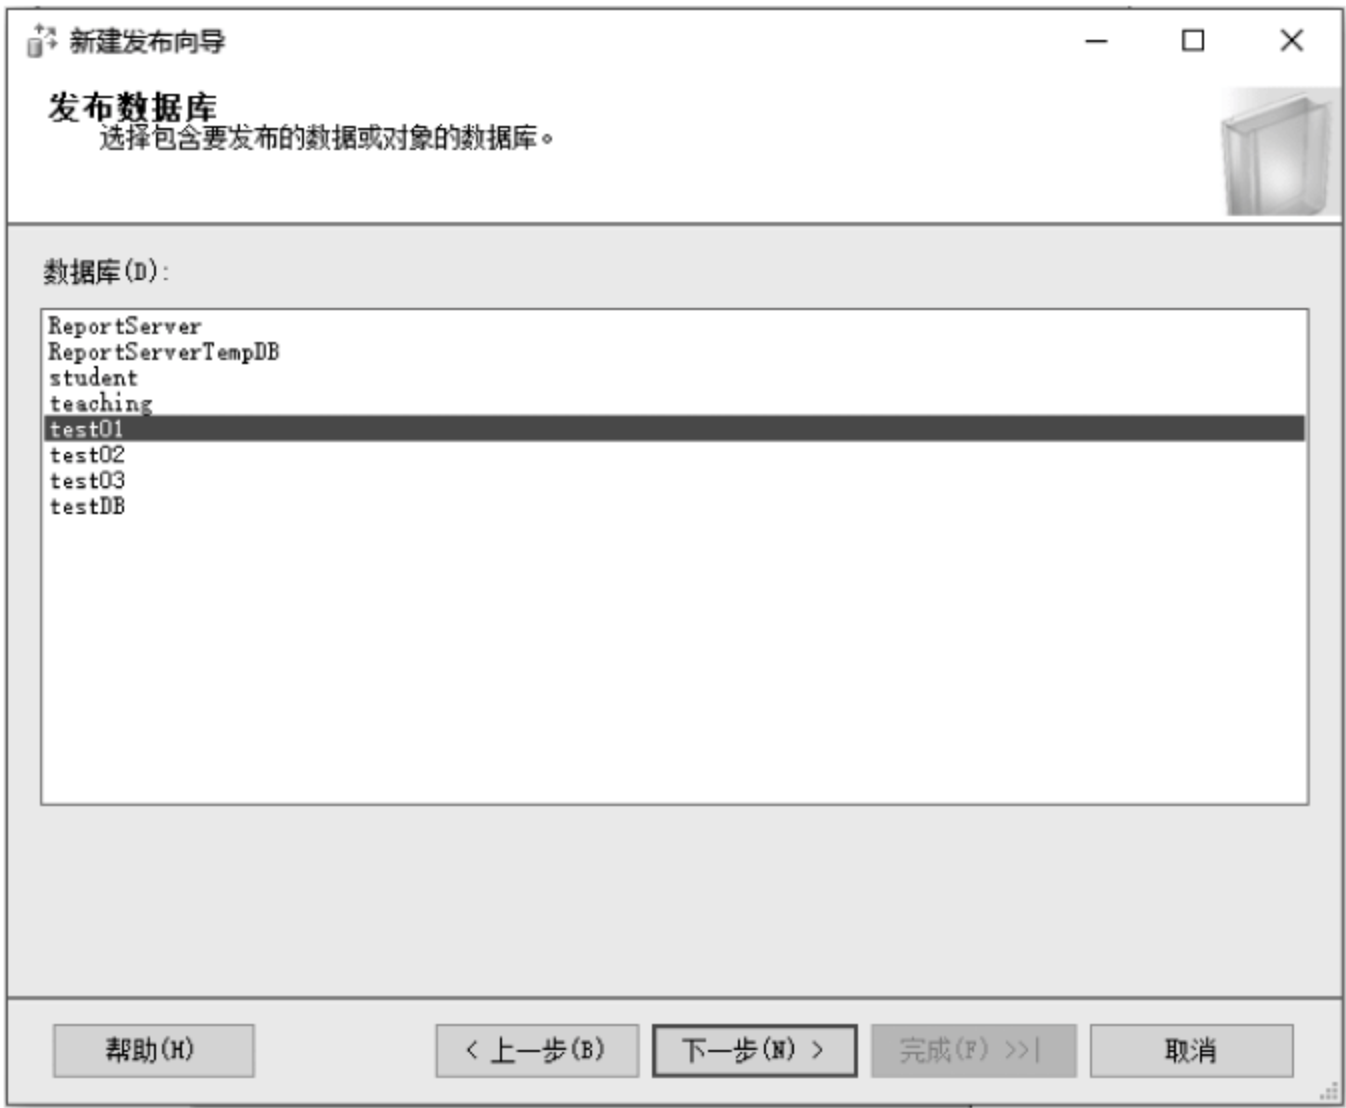 新建发布向导
发布数据库
选择包含要发布的数据或对象的数据库。
数据库(D):
ReportServer
ReportServerTempDB
student
teaching
test01
test02
test03
testDB
帮助(H) < 上一步(B) 下一步(N) > 完成(F) >>| 取消